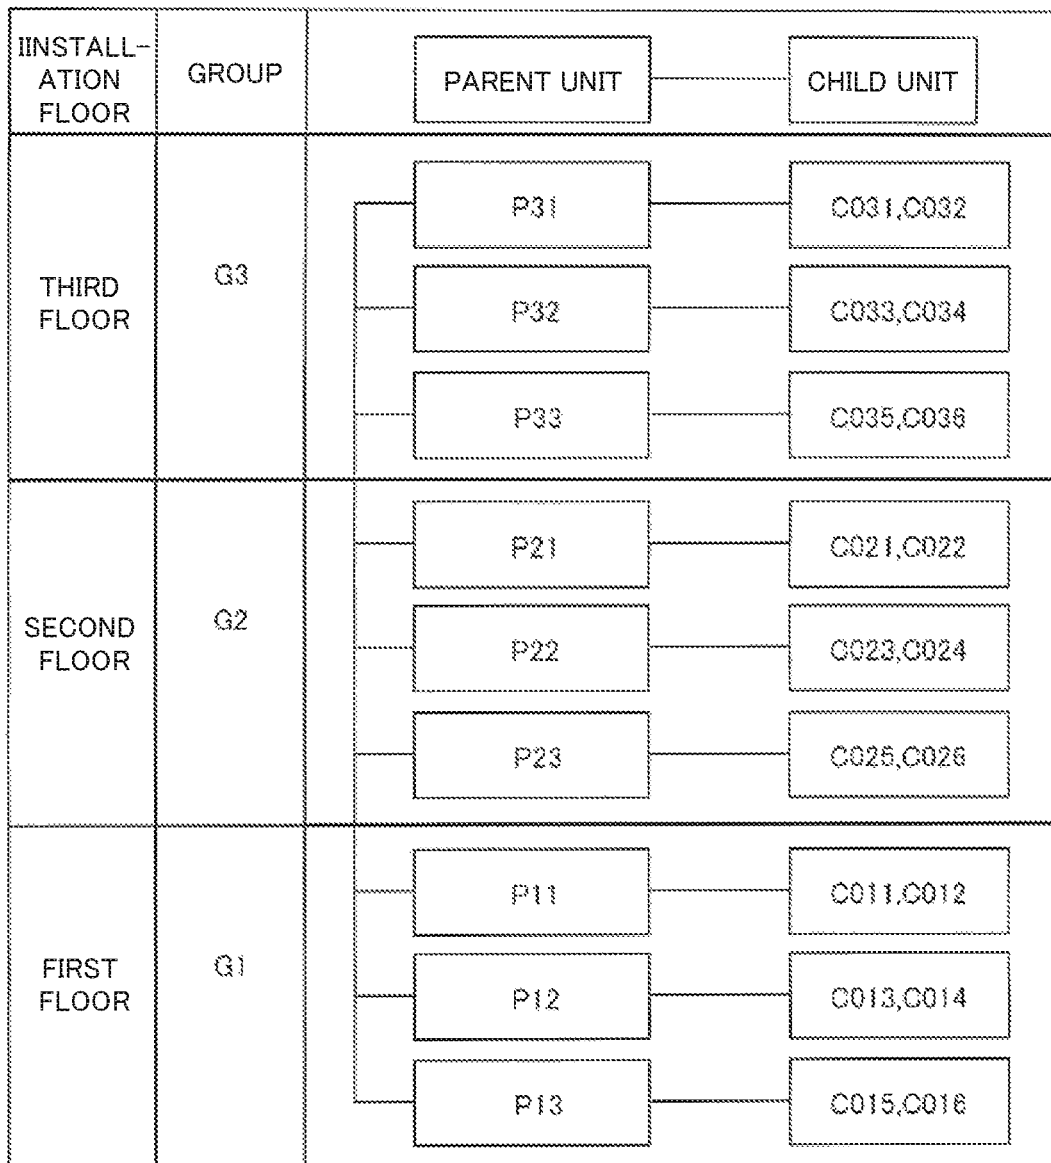 IINSTALL-
ATION
FLOOR
GROUP
PARENT UNIT
CHILD UNIT
THIRD
FLOOR
G3
P31
C031,C032
P32
C033,C034
P33
C035,C036
SECOND
FLOOR
G2
P21
C021,C022
P22
C023,C024
P23
C025,C026
FIRST
FLOOR
G1
P11
C011,C012
P12
C013,C014
P13
C015,C016